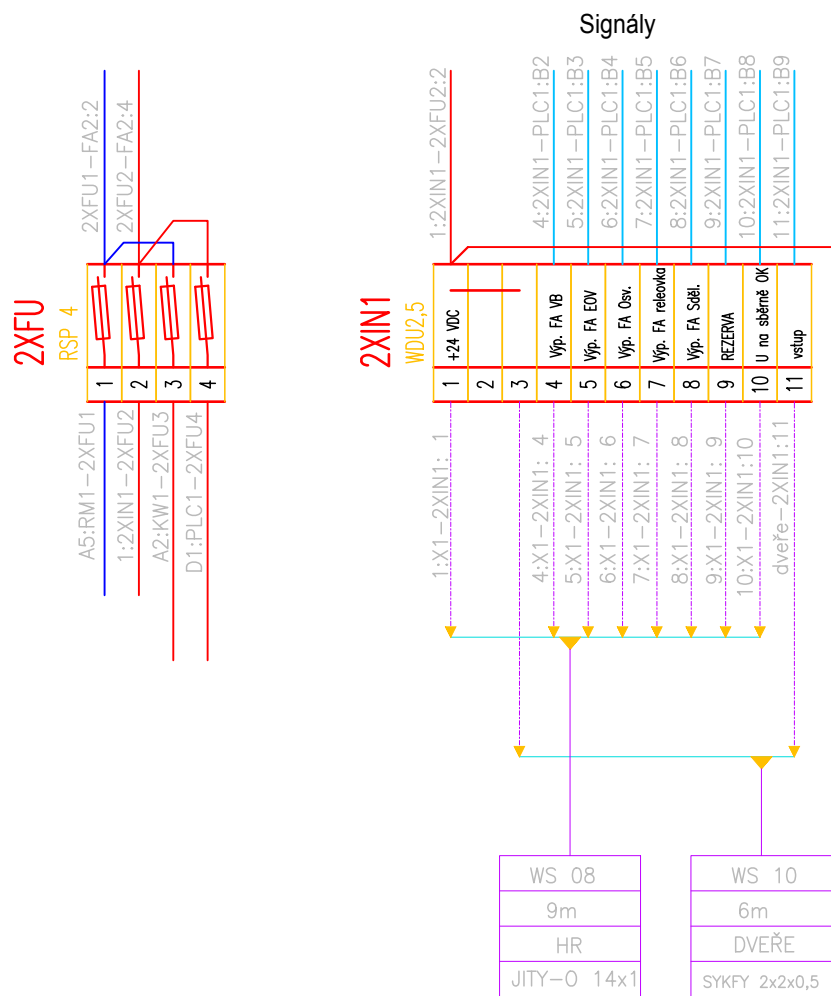 Signály
2XFU1-FA2:2
2XFU2-FA2:4
2XFU
RSP 4
1
2
3
4
A5:RM1-2XFU1
1:2XIN1-2XFU2
A2:KW1-2XFU3
D1:PLC1-2XFU4
1:2XIN1-2XFU2:2
4:2XIN1-PLC1:B2
5:2XIN1-PLC1:B3
6:2XIN1-PLC1:B4
7:2XIN1-PLC1:B5
8:2XIN1-PLC1:B6
9:2XIN1-PLC1:B7
10:2XIN1-PLC1:B8
11:2XIN1-PLC1:B9
2XIN1
WDU2,5
+24 VDC
Výp. FA VB
Výp. FA EOV
Výp. FA Osv.
Výp. FA releovka
Výp. FA Sděl.
REZERVA
U na sběrně OK
vstup
1
2
3
4
5
6
7
8
9
10
11
1:X1-2XIN1: 1
4:X1-2XIN1: 4
5:X1-2XIN1: 5
6:X1-2XIN1: 6
7:X1-2XIN1: 7
8:X1-2XIN1: 8
9:X1-2XIN1: 9
10:X1-2XIN1:10
dveře-2XIN1:11
WS 08
9m
HR
JITY-O 14x1
WS 10
6m
DVEŘE
SYKFY 2x2x0,5